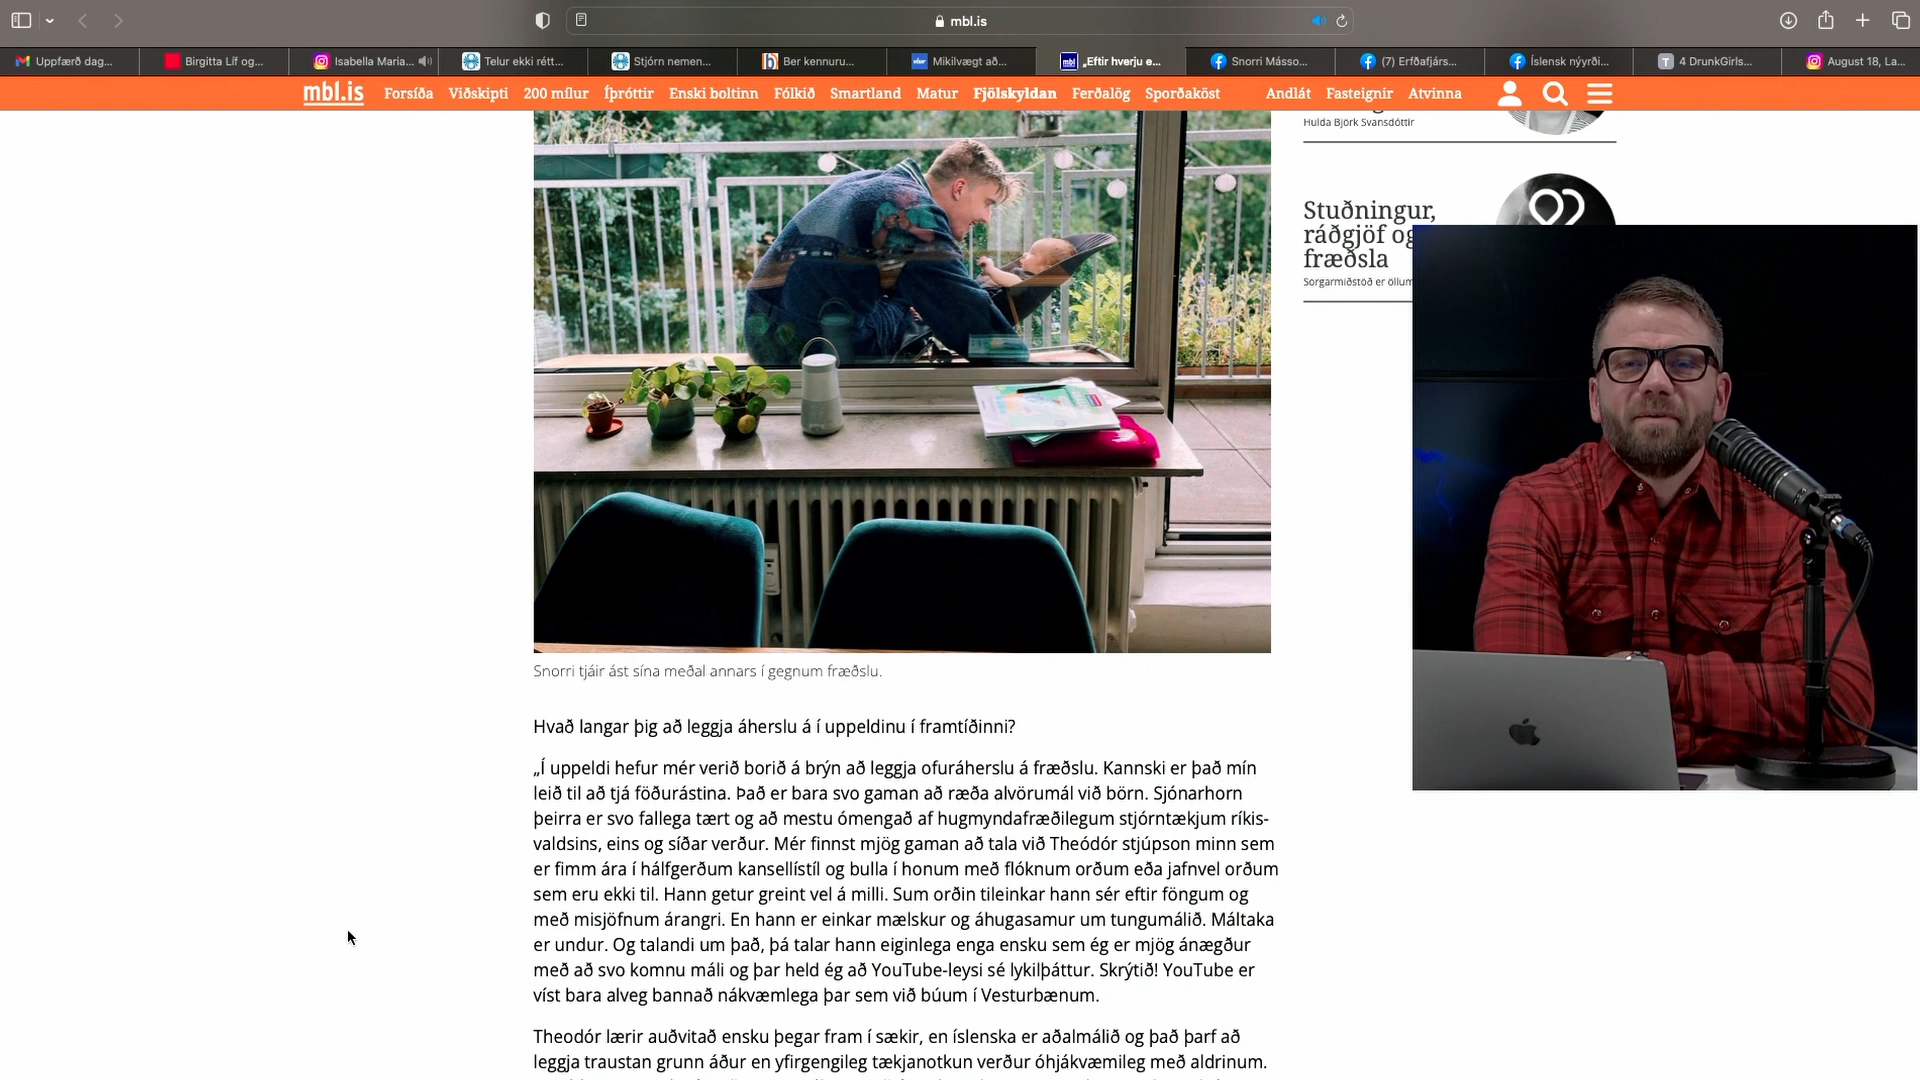 mbl.is
Uppfærð dag...
Birgitta Líf og...
Isabella Maria...
Telur ekki rétt...
Stjórn nemen...
Ber kennuru...
Mikilvægt að...
„Eftir hverju e...
Snorri Másso...
(7) Erfðafjárs...
Íslensk nýyrði...
4 DrunkGirls...
August 18, La...
mbl.is Forsíða Viðskipti 200 mílur Íþróttir Enski boltinn Fólkið Smartland Matur Fjölskyldan Ferðalög Sporðaköst Andlát Fasteignir Atvinna
Hulda Björk Svansdóttir
Stuðningur,
ráðgjöf og
fræðsla
Sorgarmiðstöð er öllum
Snorri tjáir ást sína meðal annars í gegnum fræðslu.
Hvað langar þig að leggja áherslu á í uppeldinu í framtíðinni?
„Í uppeldi hefur mér verið borið á brýn að leggja ofuráherslu á fræðslu. Kannski er það mín
leið til að tjá föðurástina. Það er bara svo gaman að ræða alvörumál við börn. Sjónarhorn
þeirra er svo fallega tært og að mestu ómengað af hugmyndafræðilegum stjórntækjum ríkis-
valdsins, eins og síðar verður. Mér finnst mjög gaman að tala við Theódór stjúpson minn sem
er fimm ára í hálfgerðum kansellístíl og bulla í honum með flóknum orðum eða jafnvel orðum
sem eru ekki til. Hann getur greint vel á milli. Sum orðin tileinkar hann sér eftir föngum og
með misjöfnum árangri. En hann er einkar mælskur og áhugasamur um tungumálið. Máltaka
er undur. Og talandi um það, þá talar hann eiginlega enga ensku sem ég er mjög ánægður
með að svo komnu máli og þar held ég að YouTube-leysi sé lykilþáttur. Skrýtið! YouTube er
víst bara alveg bannað nákvæmlega þar sem við búum í Vesturbænum.
Theodór lærir auðvitað ensku þegar fram í sækir, en íslenska er aðalmálið og það þarf að
leggja traustan grunn áður en yfirgengileg tækjanotkun verður óhjákvæmileg með aldrinum.